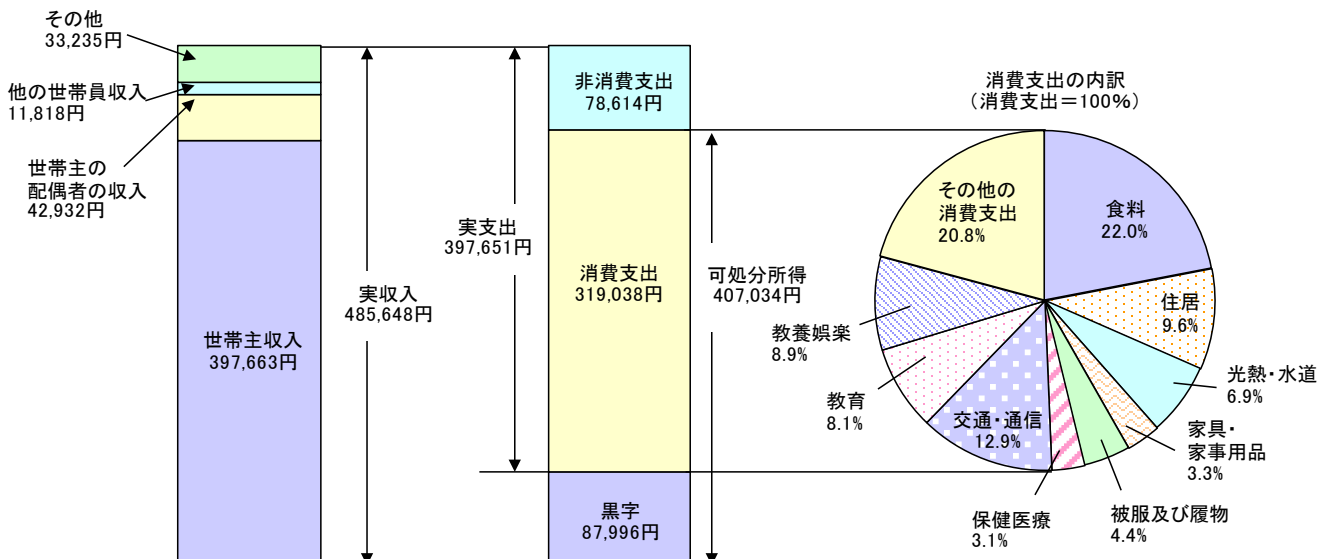 その他
33,235円
他の世帯員収入
11,818円
世帯主の
配偶者の収入
42,932円
世帯主収入
397,663円
実収入
485,648円
実支出
397,651円
非消費支出
78,614円
消費支出
319,038円
黒字
87,996円
可処分所得
407,034円
消費支出の内訳
（消費支出＝100%）
食料
22.0%
住居
9.6%
光熱・水道
6.9%
家具・
家事用品
3.3%
被服及び履物
4.4%
保健医療
3.1%
交通・通信
12.9%
教育
8.1%
教養娯楽
8.9%
その他の
消費支出
20.8%